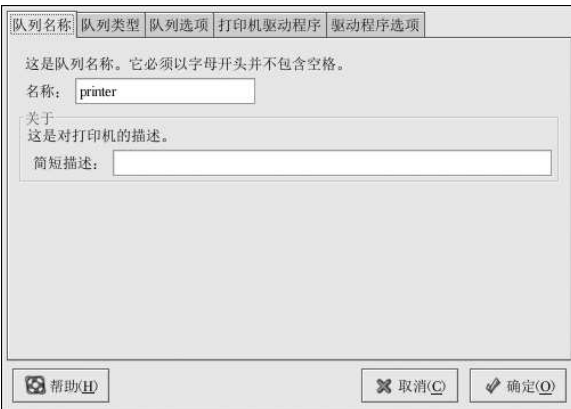 队列名称 队列类型 队列选项 打印机驱动程序 驱动程序选项
这是队列名称。它必须以字母开头并不包含空格。
名称： printer
关于
这是对打印机的描述。
简短描述：
帮助(H) 取消(C) 确定(O)